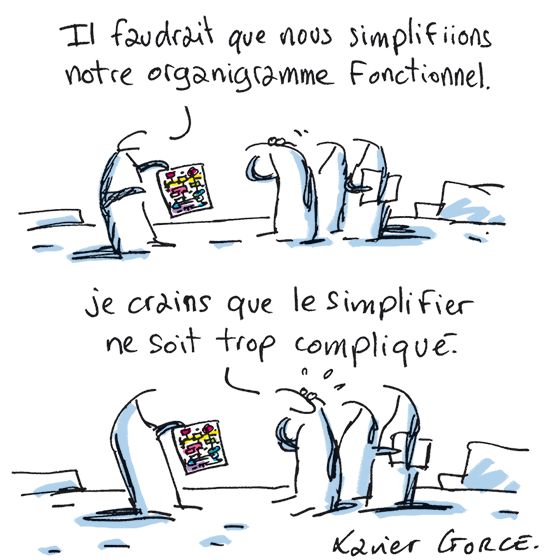 Il faudrait que nous simplifiions
notre organigramme fonctionnel.
je crains que le simplifier
ne soit trop compliqué.
Xavier GORCE.